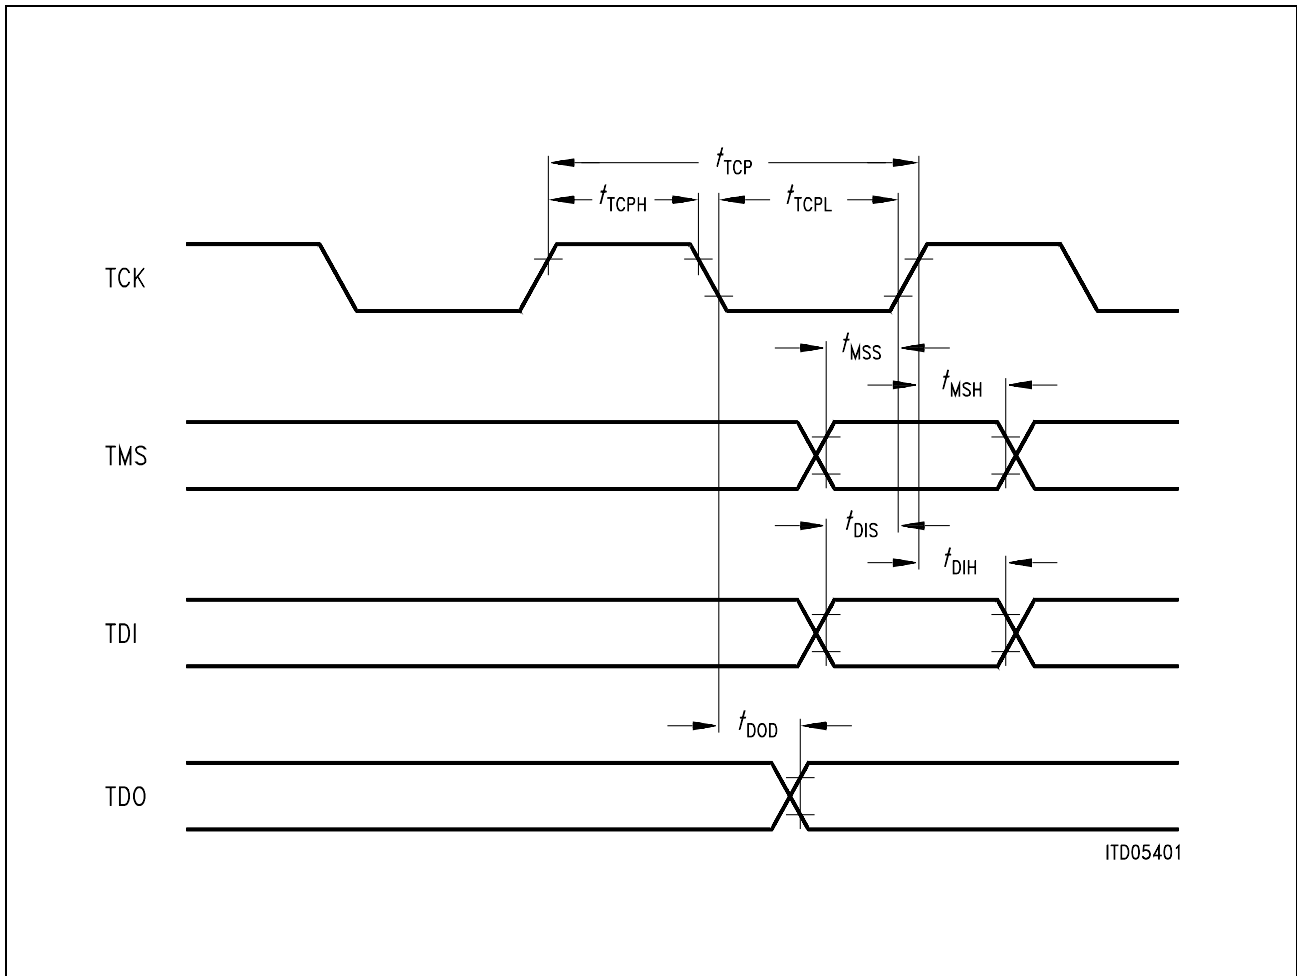 tTCP
tTCPH tTCPL
TCK
tMSS
tMSH
TMS
tDIS
tDIH
TDI
tDOD
TDO
ITD05401